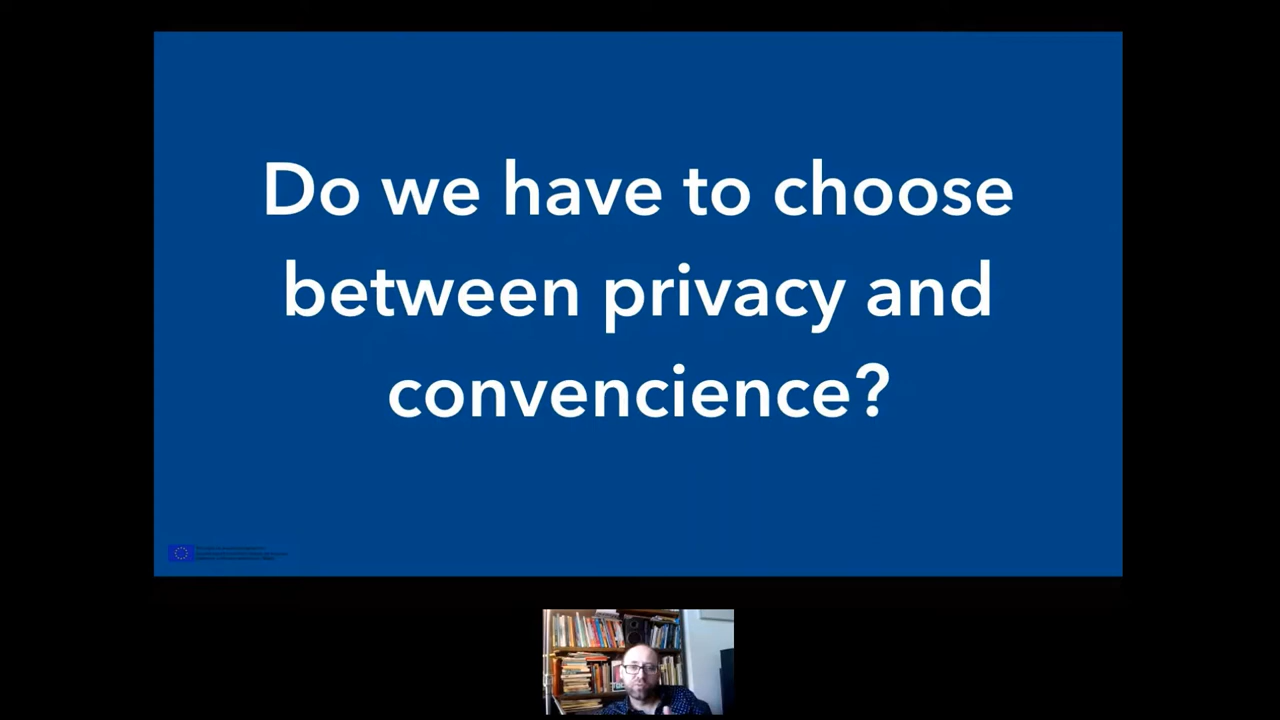 Do we have to choose
between privacy and
convencience?